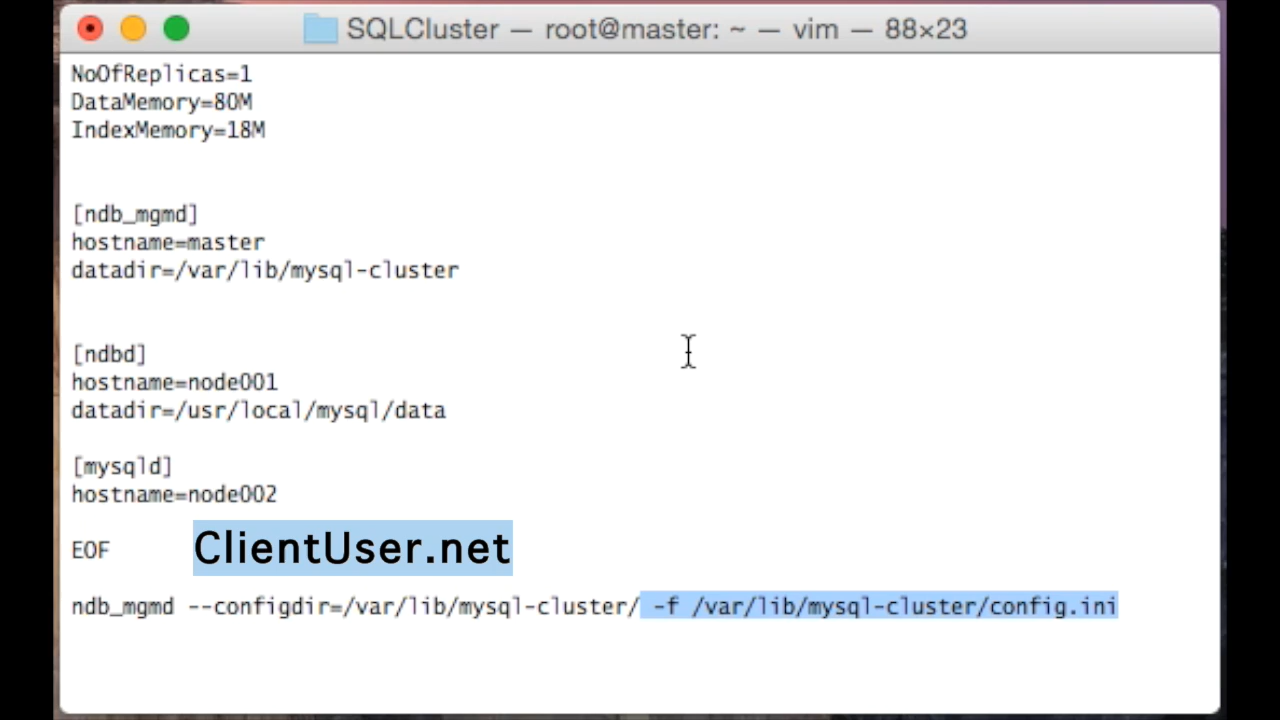 SQLCluster — root@master: ~ — vim — 88×23
NoOfReplicas=1
DataMemory=80M
IndexMemory=18M
[ndb_mgmd]
hostname=master
datadir=/var/lib/mysql-cluster
[ndbd]
hostname=node001
datadir=/usr/local/mysql/data
[mysqld]
hostname=node002
EOF
ClientUser.net
ndb_mgmd --configdir=/var/lib/mysql-cluster/ -f /var/lib/mysql-cluster/config.ini